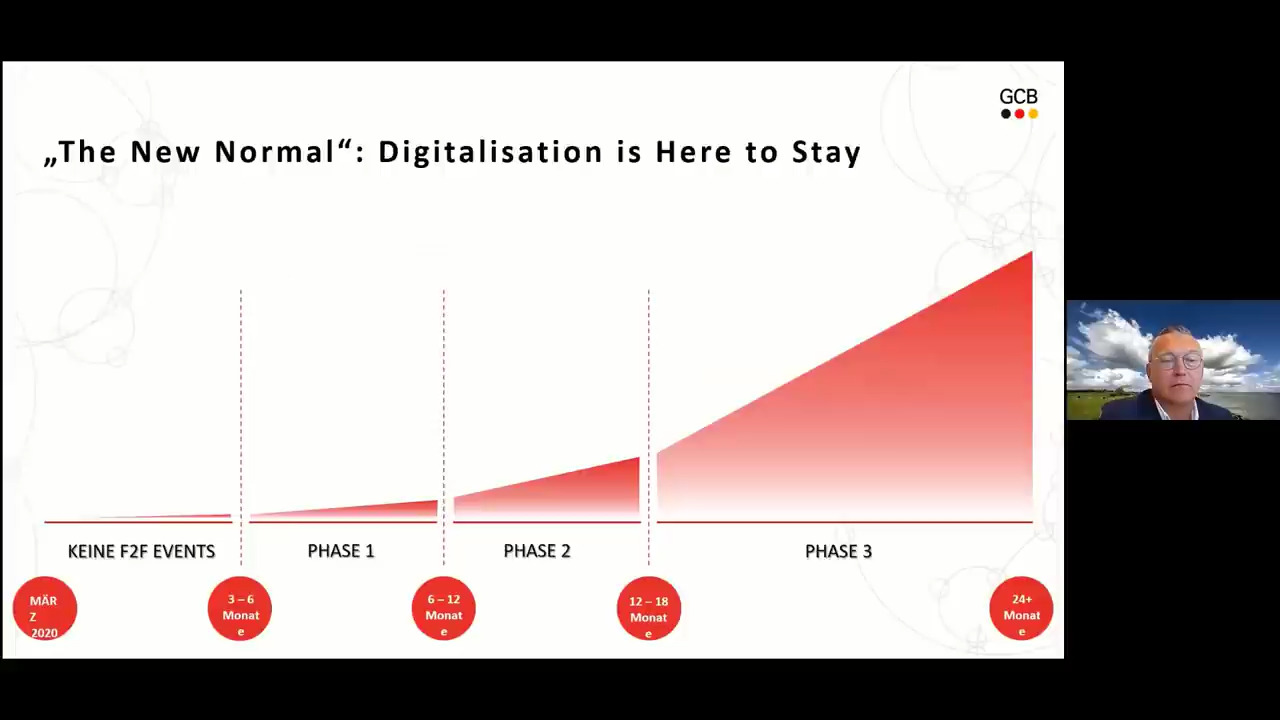 GCB
„The New Normal“: Digitalisation is Here to Stay
KEINE F2F EVENTS
PHASE 1
PHASE 2
PHASE 3
MÄR
Z
2020
3 – 6
Monat
e
6 – 12
Monat
e
12 – 18
Monat
e
24+
Monat
e